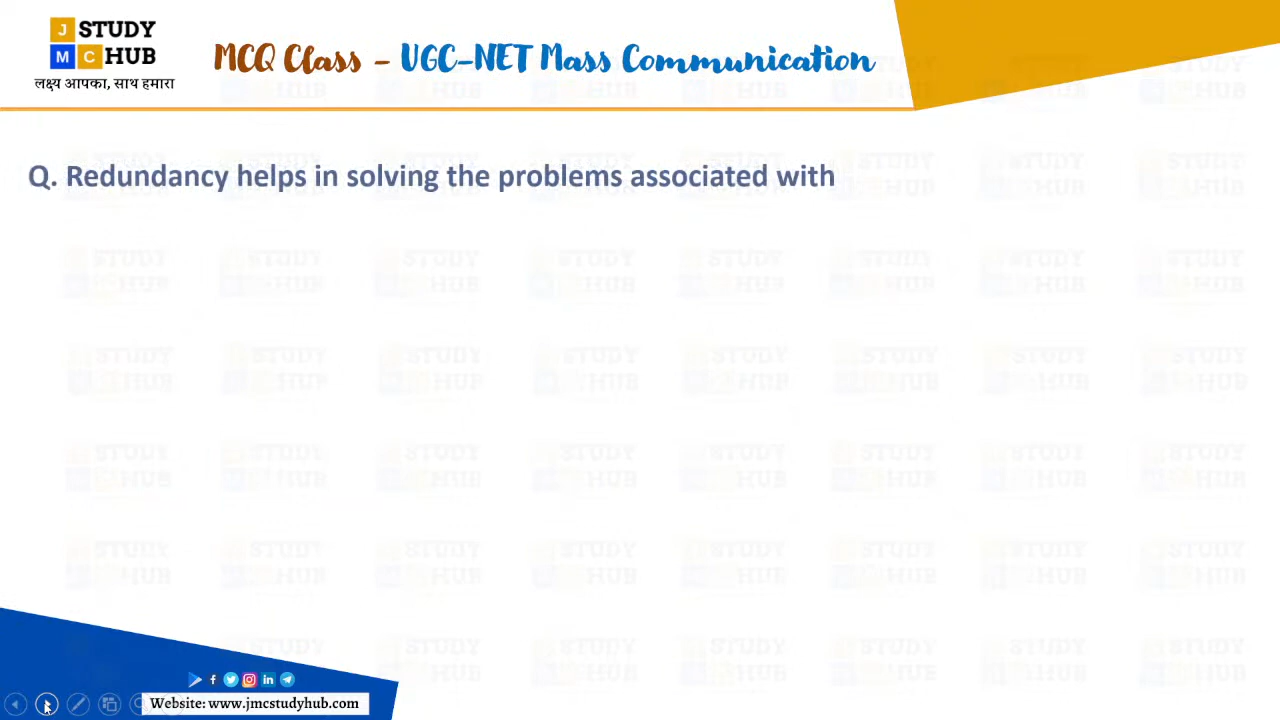 J STUDY
M C HUB
लक्ष्य आपका, साथ हमारा
MCQ Class - UGC-NET Mass Communication
Q. Redundancy helps in solving the problems associated with
Website: www.jmcstudyhub.com